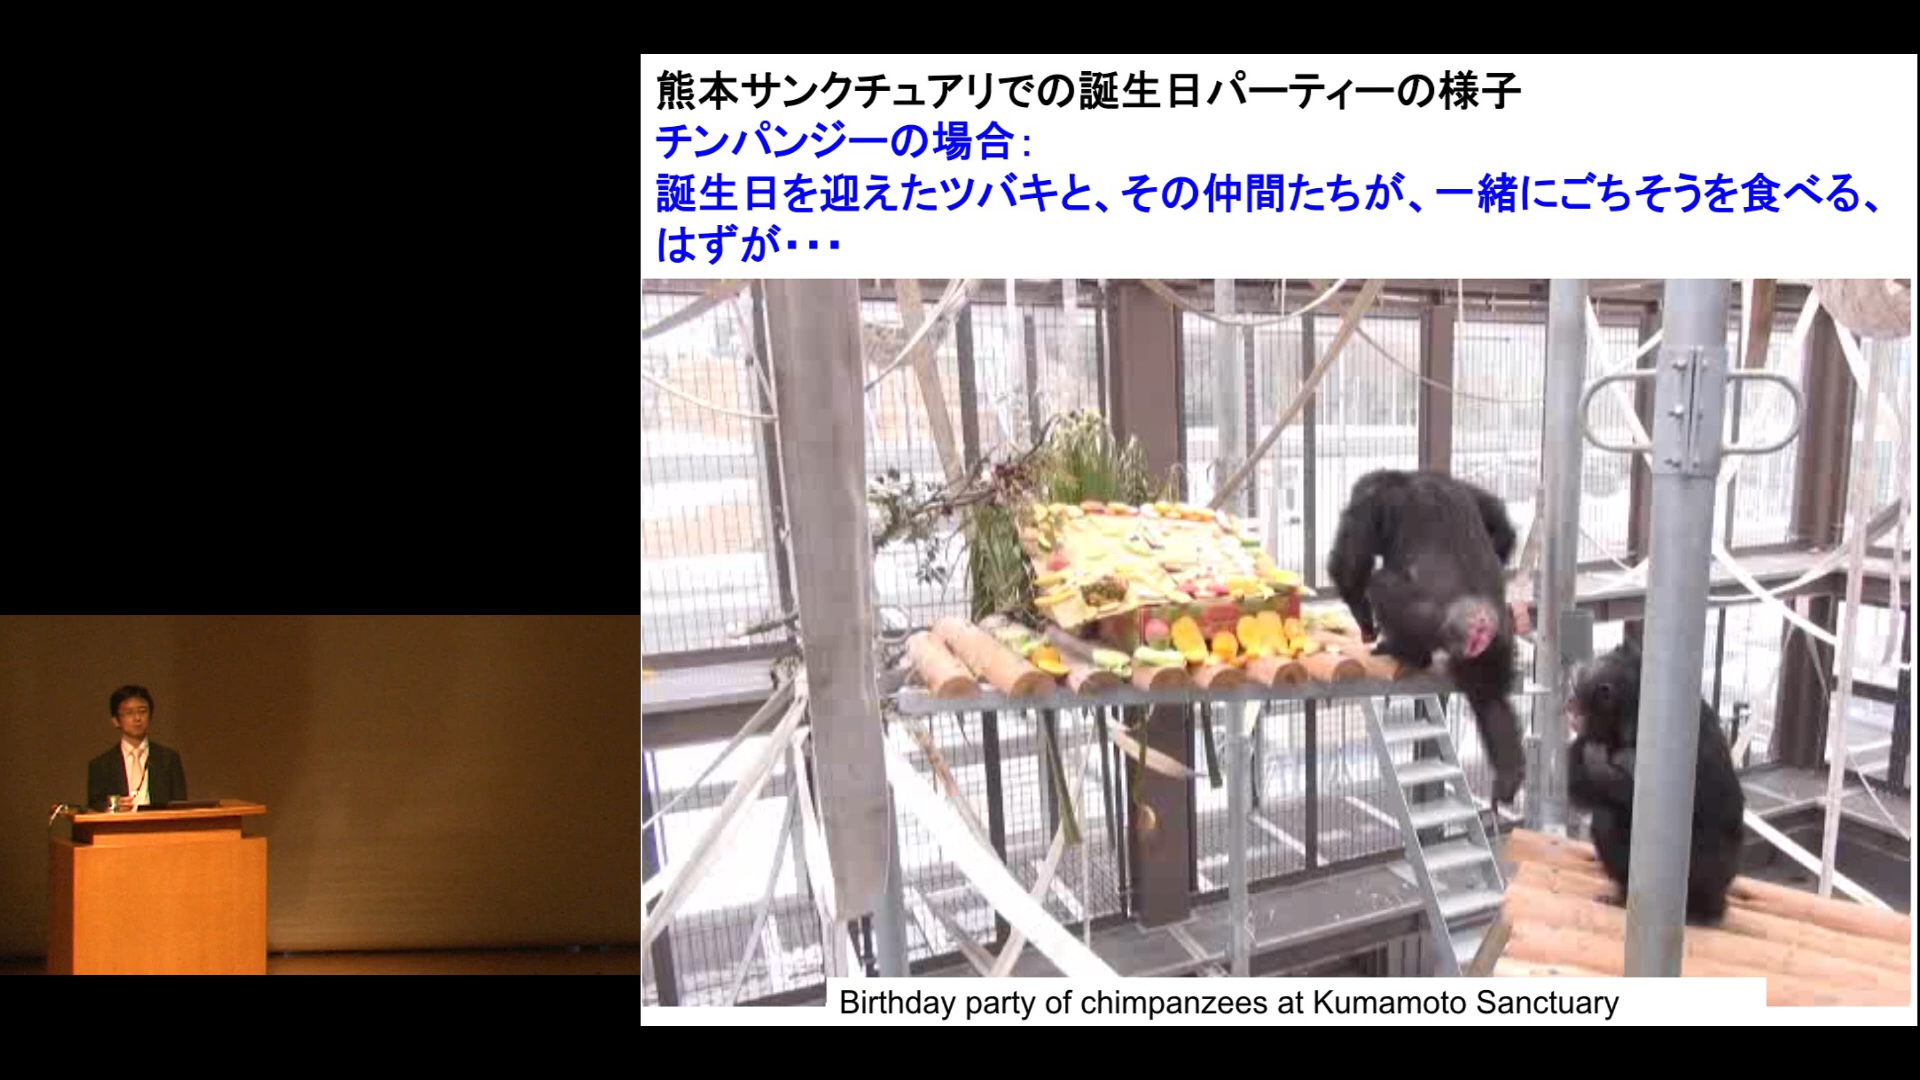 熊本サンクチュアリでの誕生日パーティーの様子
チンパンジーの場合：
誕生日を迎えたツバキと、その仲間たちが、一緒にごちそうを食べる、
はずが・・・
Birthday party of chimpanzees at Kumamoto Sanctuary